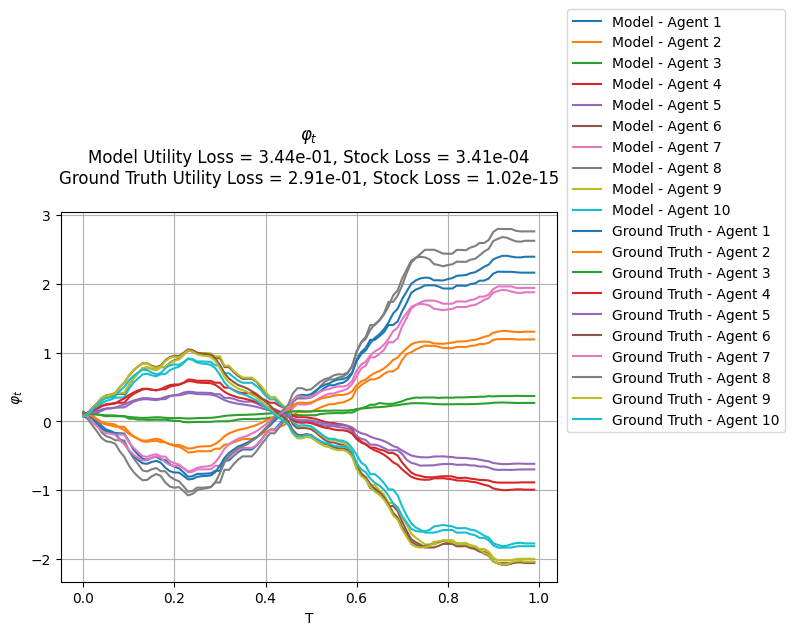 φt
Model Utility Loss = 3.44e-01, Stock Loss = 3.41e-04
Ground Truth Utility Loss = 2.91e-01, Stock Loss = 1.02e-15
Model - Agent 1
Model - Agent 2
Model - Agent 3
Model - Agent 4
Model - Agent 5
Model - Agent 6
Model - Agent 7
Model - Agent 8
Model - Agent 9
Model - Agent 10
Ground Truth - Agent 1
Ground Truth - Agent 2
Ground Truth - Agent 3
Ground Truth - Agent 4
Ground Truth - Agent 5
Ground Truth - Agent 6
Ground Truth - Agent 7
Ground Truth - Agent 8
Ground Truth - Agent 9
Ground Truth - Agent 10
φt
3
2
1
0
−1
−2
0.0 0.2 0.4 0.6 0.8 1.0
T